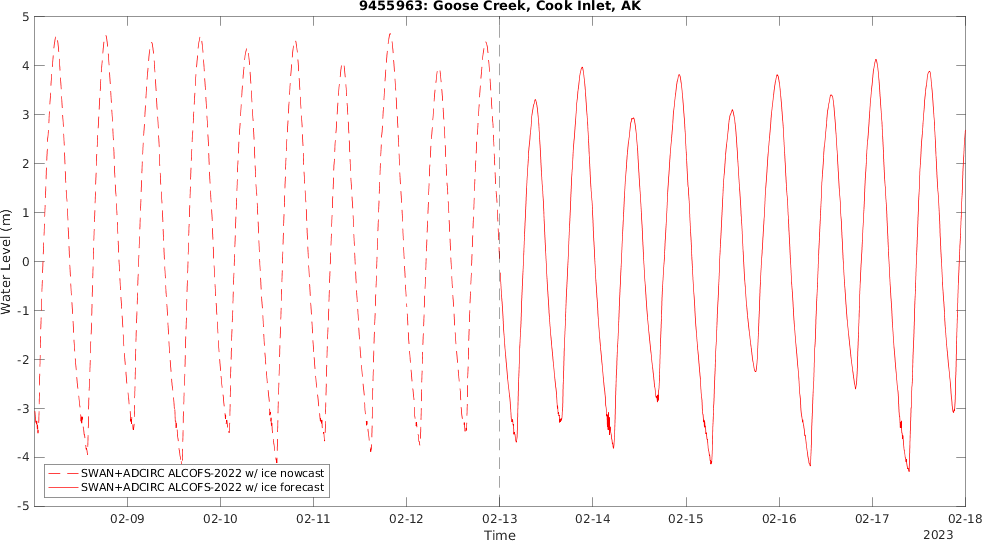 9455963: Goose Creek, Cook Inlet, AK
5
4
3
2
1
0
-1
-2
-3
-4
-5
Water Level (m)
SWAN+ADCIRC ALCOFS-2022 w/ ice nowcast
SWAN+ADCIRC ALCOFS-2022 w/ ice forecast
02-09 02-10 02-11 02-12 02-13 02-14 02-15 02-16 02-17 02-18
Time
2023